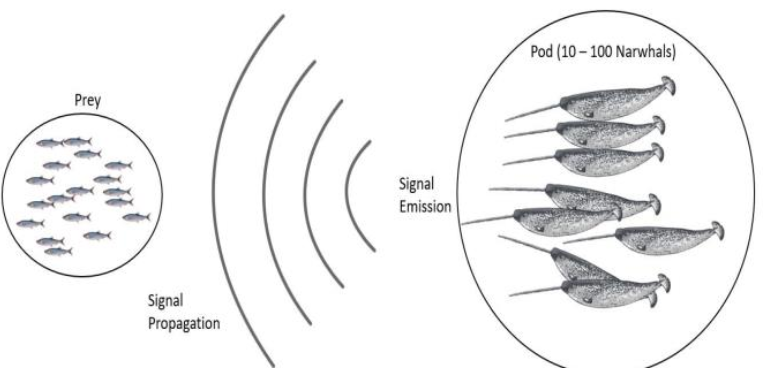 Pod (10 – 100 Narwhals)
Prey
Signal
Emission
Signal
Propagation